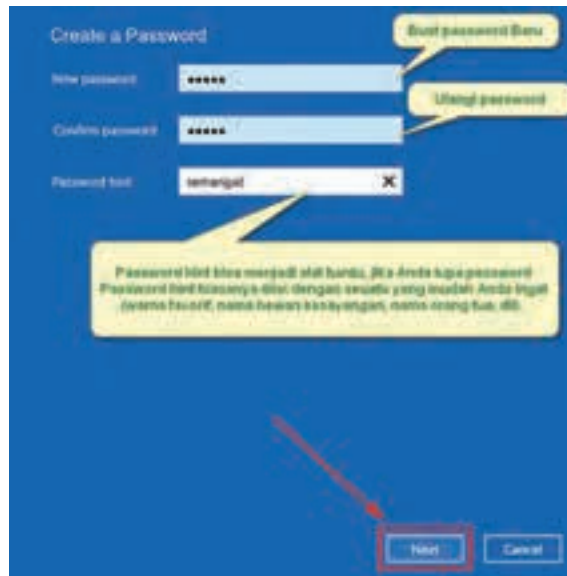 Create a Password
Buat password Baru
New password
●●●●●
Ulangi password
Confirm password
●●●●●
Password hint
semangat
Password hint bisa menjadi alat bantu, jika Anda lupa password
Password hint biasanya diisi dengan sesuatu yang mudah Anda ingat
(warna favorit, nama hewan kesayangan, nama orang tua, dll).
Next
Cancel